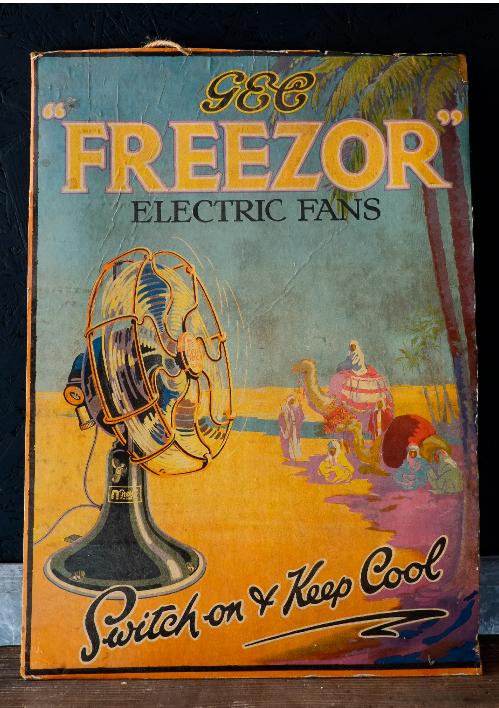 GEC
"FREEZOR"
ELECTRIC FANS
Switch on & Keep Cool